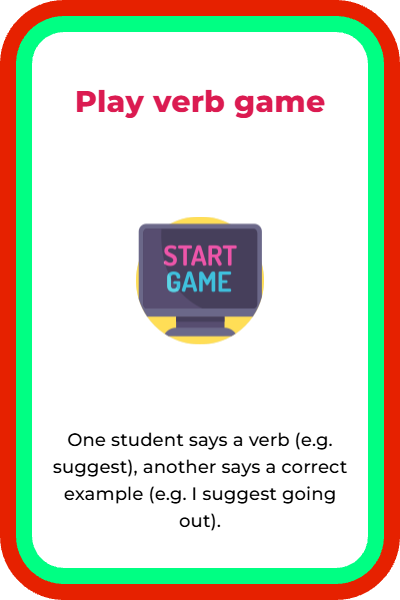 Play verb game
START
GAME
One student says a verb (e.g.
suggest), another says a correct
example (e.g. I suggest going
out).